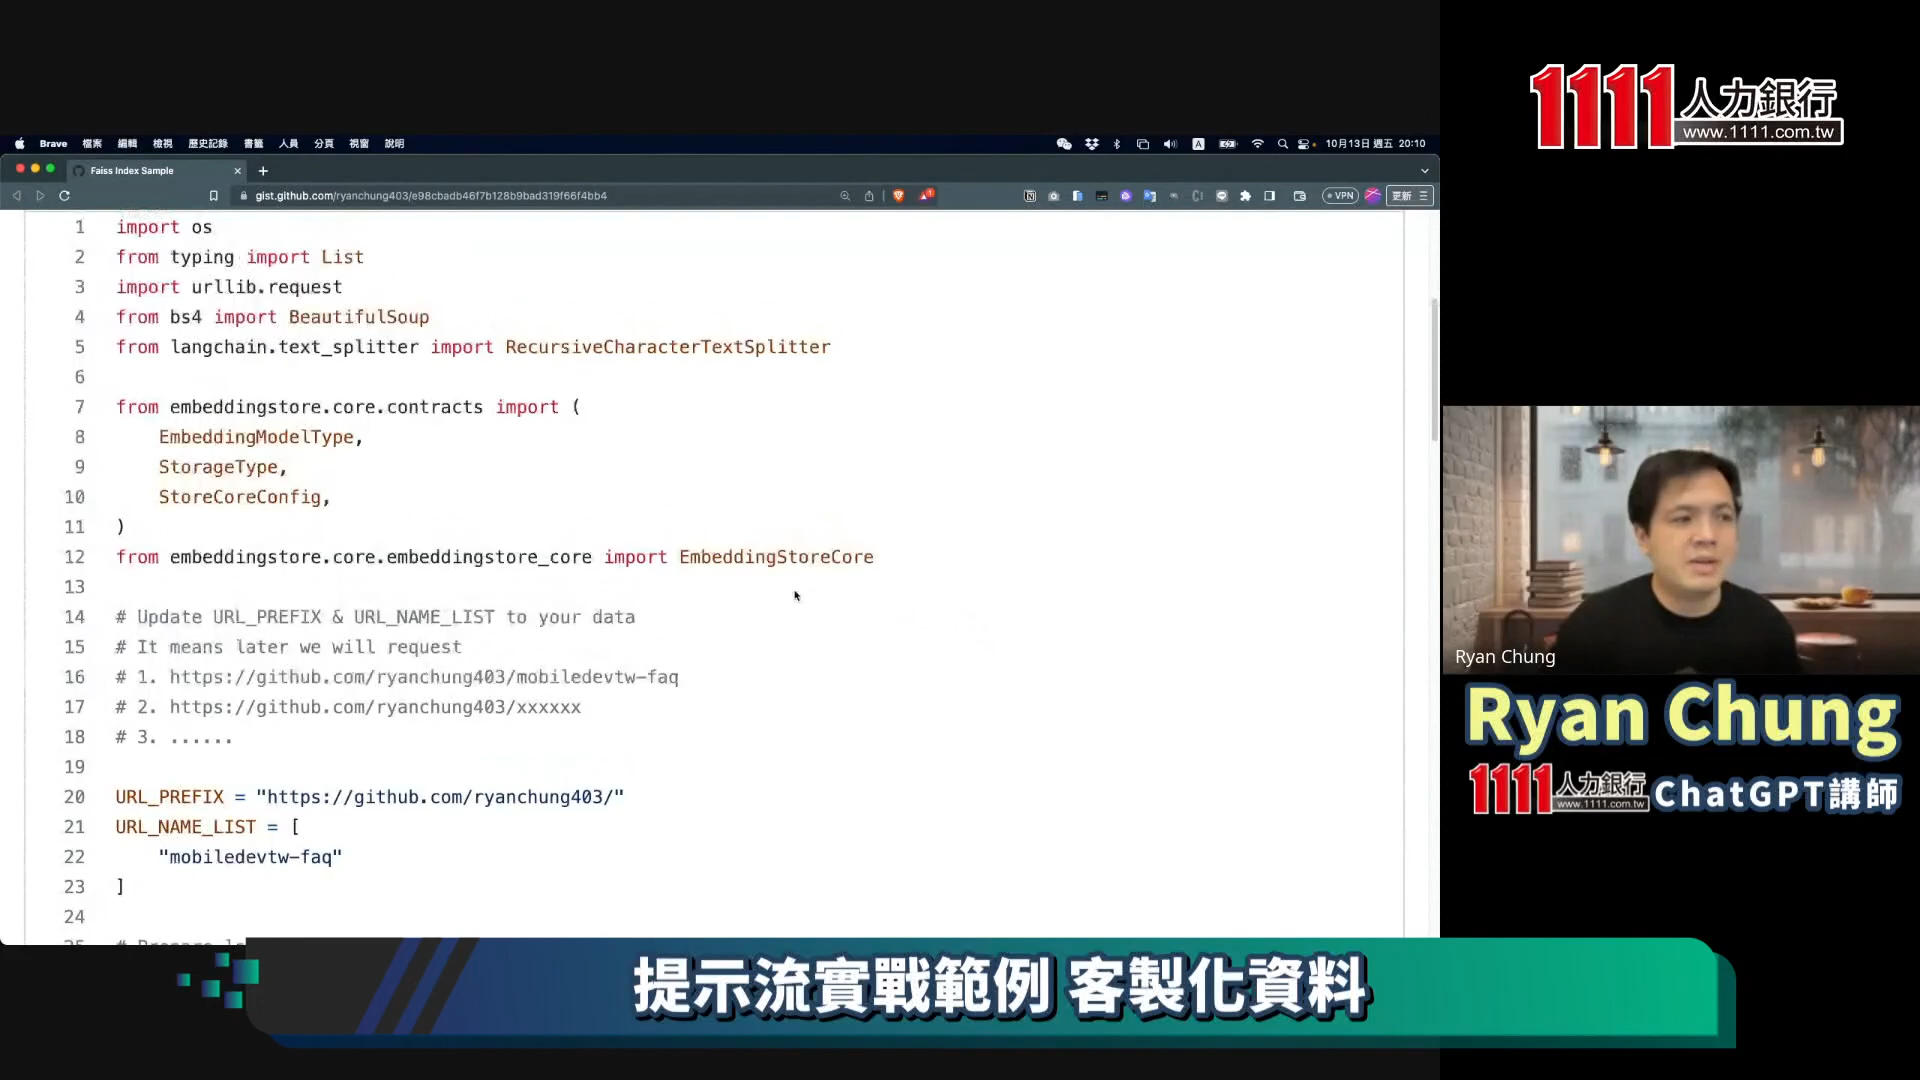 Brave 檔案 編輯 檢視 歷史記錄 書籤 人員 分頁 視窗 說明
A
10月13日 週五 20:10
Faiss Index Sample
gist.github.com/ryanchung403/e98cbadb46f7b128b9bad319f66f4bb4
VPN
更新
1 import os
2 from typing import List
3 import urllib.request
4 from bs4 import BeautifulSoup
5 from langchain.text_splitter import RecursiveCharacterTextSplitter
6
7 from embeddingstore.core.contracts import (
8 EmbeddingModelType,
9 StorageType,
10 StoreCoreConfig,
11 )
12 from embeddingstore.core.embeddingstore_core import EmbeddingStoreCore
13
14 # Update URL_PREFIX & URL_NAME_LIST to your data
15 # It means later we will request
16 # 1. https://github.com/ryanchung403/mobiledevtw-faq
17 # 2. https://github.com/ryanchung403/xxxxxx
18 # 3. ......
19
20 URL_PREFIX = "https://github.com/ryanchung403/"
21 URL_NAME_LIST = [
22 "mobiledevtw-faq"
23 ]
24
1111人力銀行
www.1111.com.tw
Ryan Chung
Ryan Chung
1111人力銀行 ChatGPT講師
www.1111.com.tw
提示流實戰範例 客製化資料